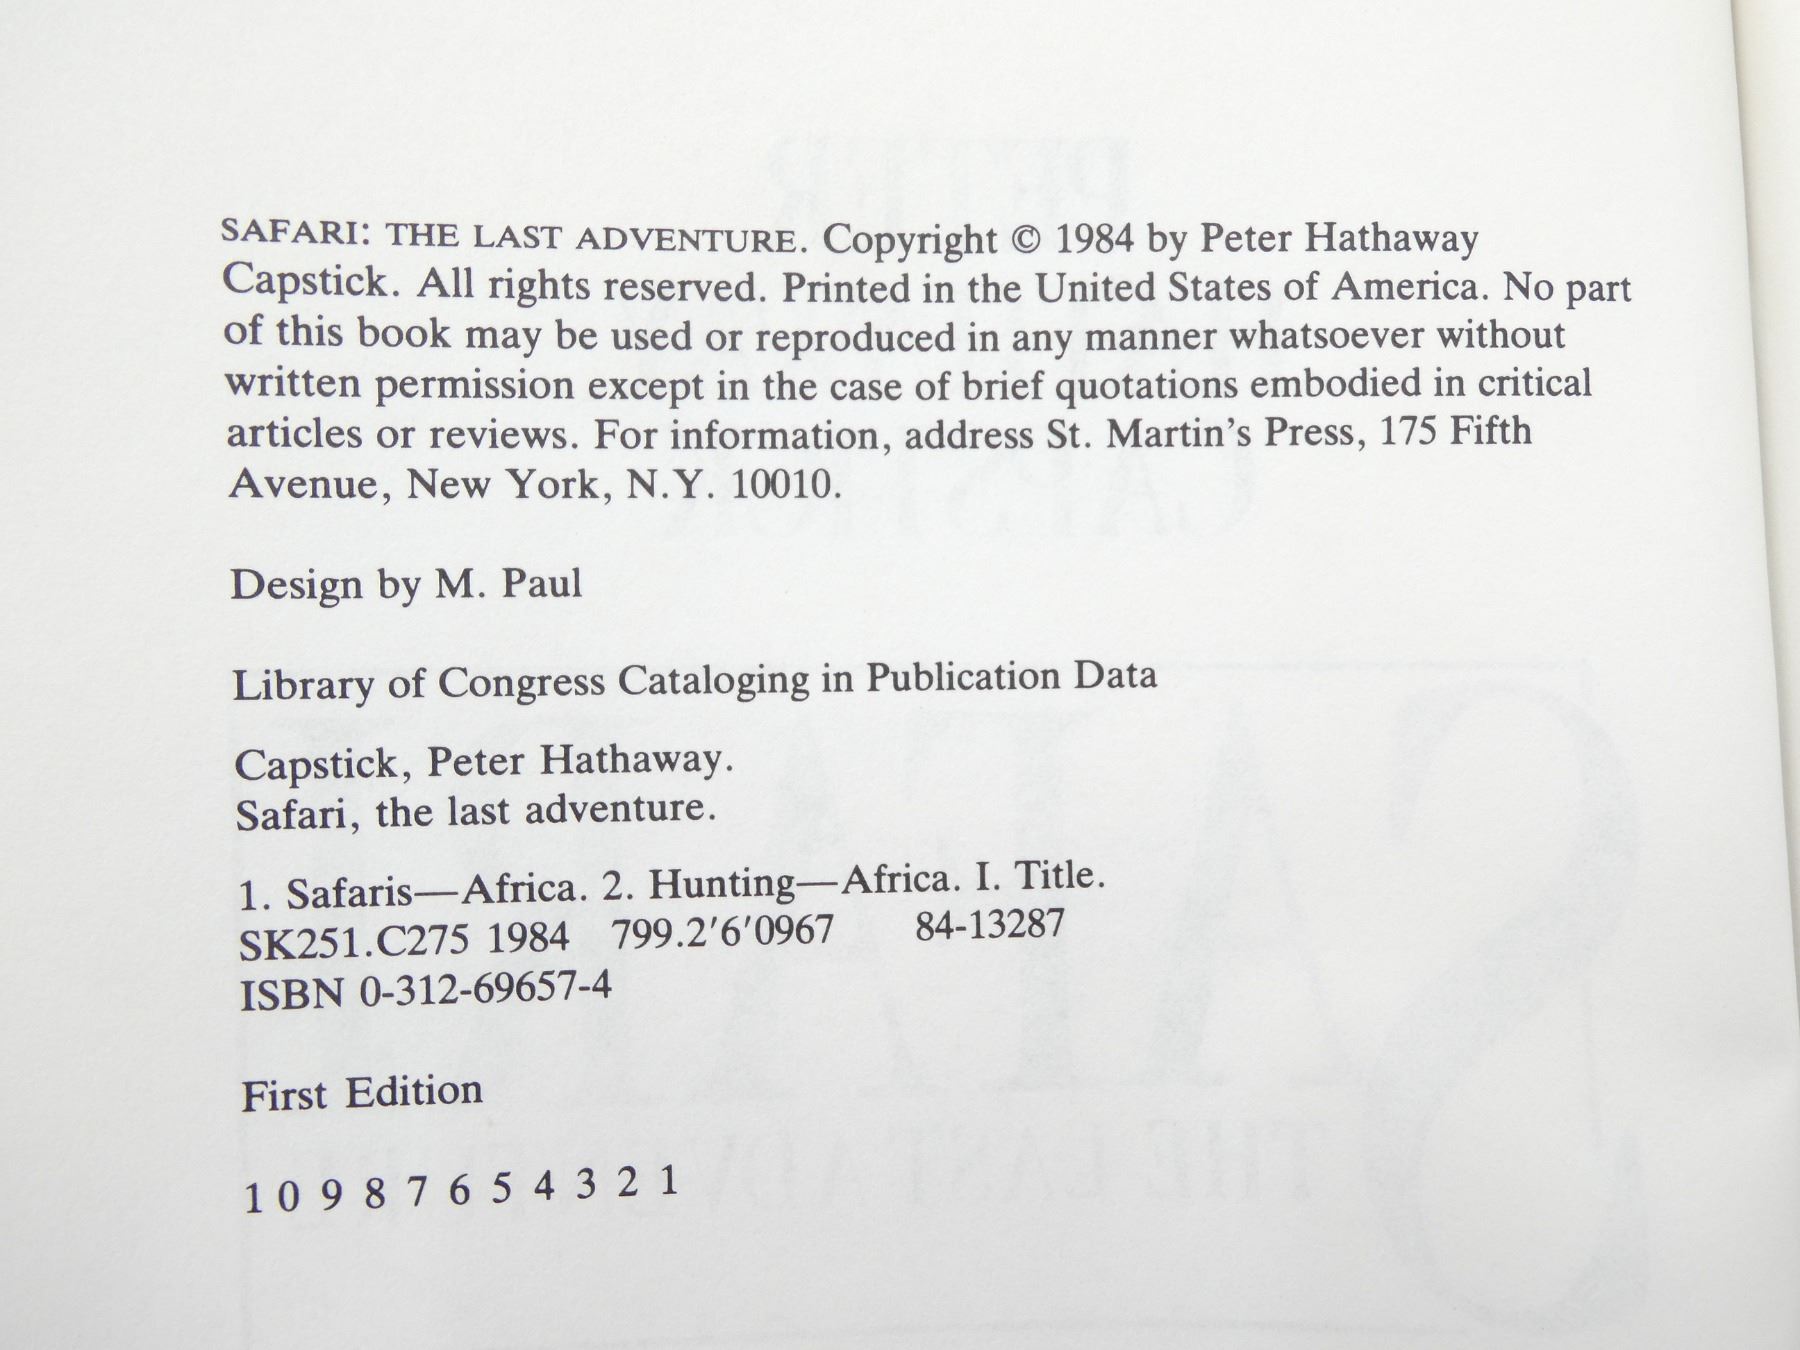 SAFARI: THE LAST ADVENTURE. Copyright © 1984 by Peter Hathaway
Capstick. All rights reserved. Printed in the United States of America. No part
of this book may be used or reproduced in any manner whatsoever without
written permission except in the case of brief quotations embodied in critical
articles or reviews. For information, address St. Martin's Press, 175 Fifth
Avenue, New York, N.Y. 10010.
Design by M. Paul
Library of Congress Cataloging in Publication Data
Capstick, Peter Hathaway.
Safari, the last adventure.
1. Safaris—Africa. 2. Hunting—Africa. I. Title.
SK251.C275 1984 799.2'6'0967 84-13287
ISBN 0-312-69657-4
First Edition
10 9 8 7 6 5 4 3 2 1